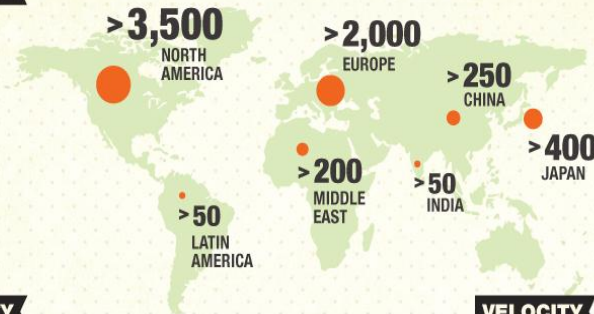 >3,500
NORTH
AMERICA
>2,000
EUROPE
>250
CHINA
>400
JAPAN
>200
MIDDLE
EAST
>50
INDIA
>50
LATIN
AMERICA
VELOCITY